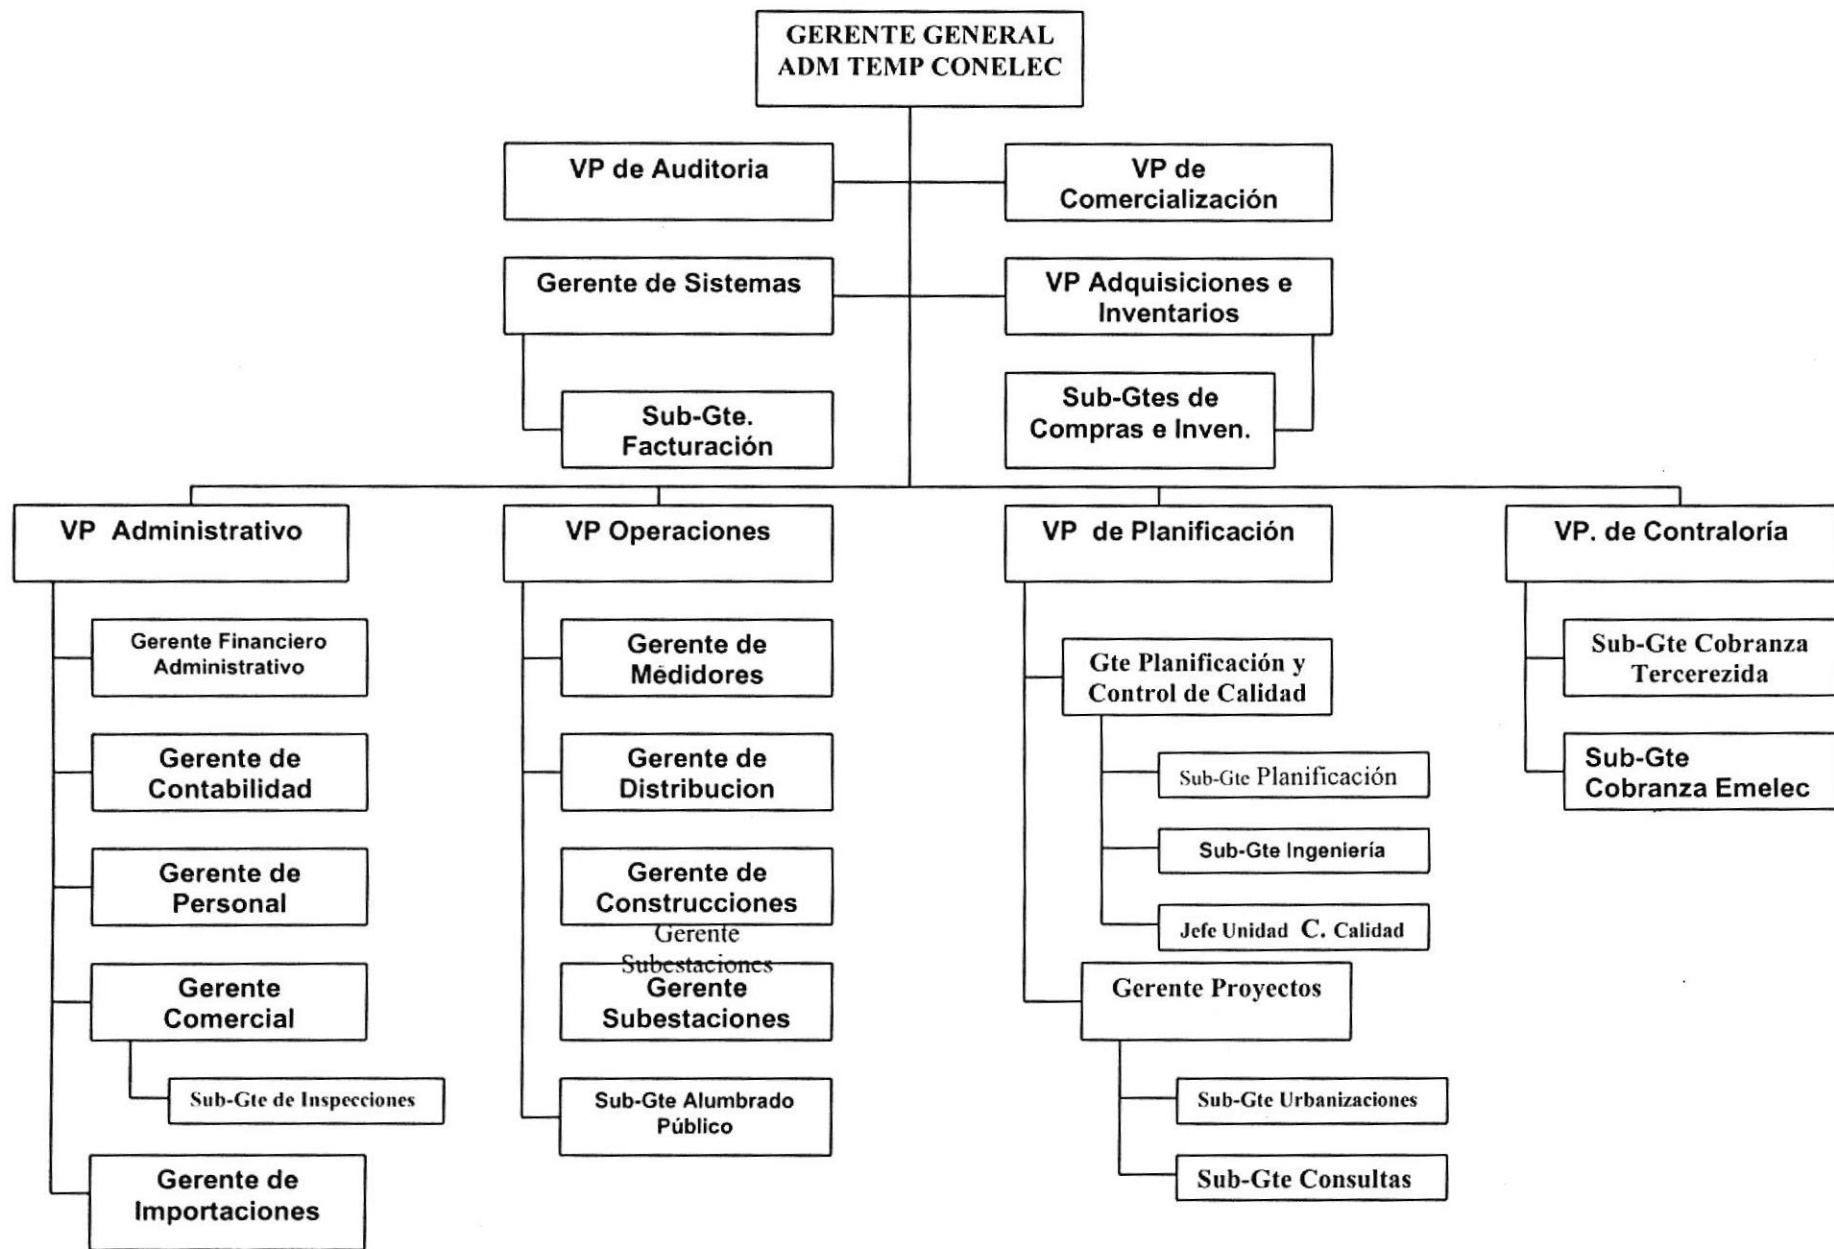 GERENTE GENERAL
ADM TEMP CONELEC
VP de Auditoria
VP de
Comercialización
Gerente de Sistemas
VP Adquisiciones e
Inventarios
Sub-Gte.
Facturación
Sub-Gtes de
Compras e Inven.
VP Administrativo
Gerente Financiero
Administrativo
Gerente de
Contabilidad
Gerente de
Personal
Gerente
Comercial
Sub-Gte de Inspecciones
Gerente de
Importaciones
VP Operaciones
Gerente de
Médidores
Gerente de
Distribucion
Gerente de
Construcciones
Gerente
Subestaciones
Gerente
Subestaciones
Sub-Gte Alumbrado
Público
VP de Planificación
Gte Planificación y
Control de Calidad
Sub-Gte Planificación
Sub-Gte Ingeniería
Jefe Unidad C. Calidad
Gerente Proyectos
Sub-Gte Urbanizaciones
Sub-Gte Consultas
VP. de Contraloría
Sub-Gte Cobranza
Tercerezida
Sub-Gte
Cobranza Emelec